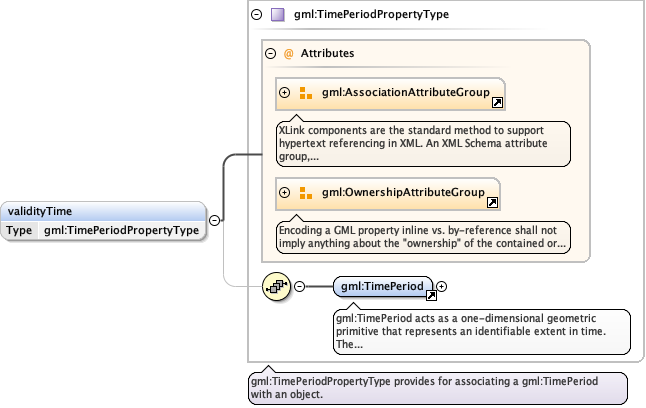 gml:TimePeriodPropertyType
@ Attributes
gml:AssociationAttributeGroup
XLink components are the standard method to support
hypertext referencing in XML. An XML Schema attribute
group,...
gml:OwnershipAttributeGroup
Encoding a GML property inline vs. by-reference shall not
imply anything about the "ownership" of the contained or...
validityTime
Type gml:TimePeriodPropertyType
gml:TimePeriod
gml:TimePeriod acts as a one-dimensional geometric
primitive that represents an identifiable extent in time.
The...
gml:TimePeriodPropertyType provides for associating a gml:TimePeriod
with an object.